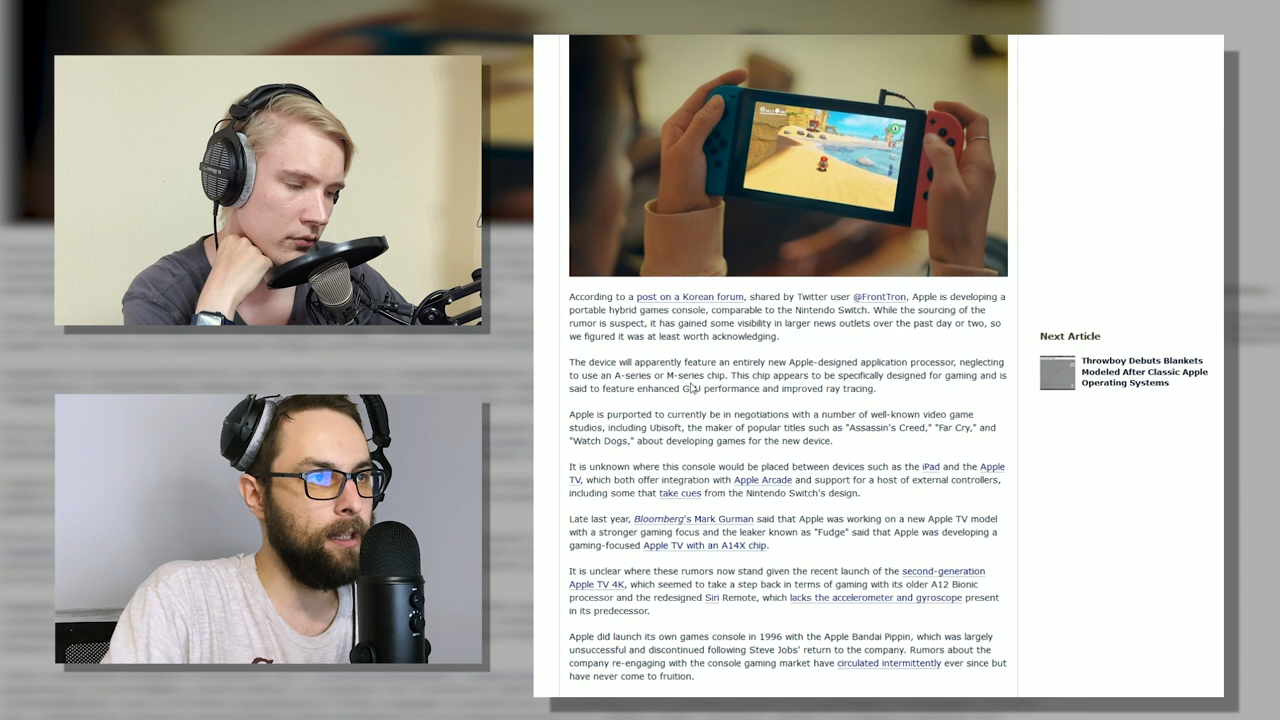 According to a post on a Korean forum, shared by Twitter user @FrontTron, Apple is developing a
portable hybrid games console, comparable to the Nintendo Switch. While the sourcing of the
rumor is suspect, it has gained some visibility in larger news outlets over the past day or two, so
we figured it was at least worth acknowledging.
The device will apparently feature an entirely new Apple-designed application processor, neglecting
to use an A-series or M-series chip. This chip appears to be specifically designed for gaming and is
said to feature enhanced GPU performance and improved ray tracing.
Apple is purported to currently be in negotiations with a number of well-known video game
studios, including Ubisoft, the maker of popular titles such as "Assassin's Creed," "Far Cry," and
"Watch Dogs," about developing games for the new device.
It is unknown where this console would be placed between devices such as the iPad and the Apple
TV, which both offer integration with Apple Arcade and support for a host of external controllers,
including some that take cues from the Nintendo Switch's design.
Late last year, Bloomberg's Mark Gurman said that Apple was working on a new Apple TV model
with a stronger gaming focus and the leaker known as "Fudge" said that Apple was developing a
gaming-focused Apple TV with an A14X chip.
It is unclear where these rumors now stand given the recent launch of the second-generation
Apple TV 4K, which seemed to take a step back in terms of gaming with its older A12 Bionic
processor and the redesigned Siri Remote, which lacks the accelerometer and gyroscope present
in its predecessor.
Apple did launch its own games console in 1996 with the Apple Bandai Pippin, which was largely
unsuccessful and discontinued following Steve Jobs' return to the company. Rumors about the
company re-engaging with the console gaming market have circulated intermittently ever since but
have never come to fruition.
Next Article
Throwboy Debuts Blankets
Modeled After Classic Apple
Operating Systems